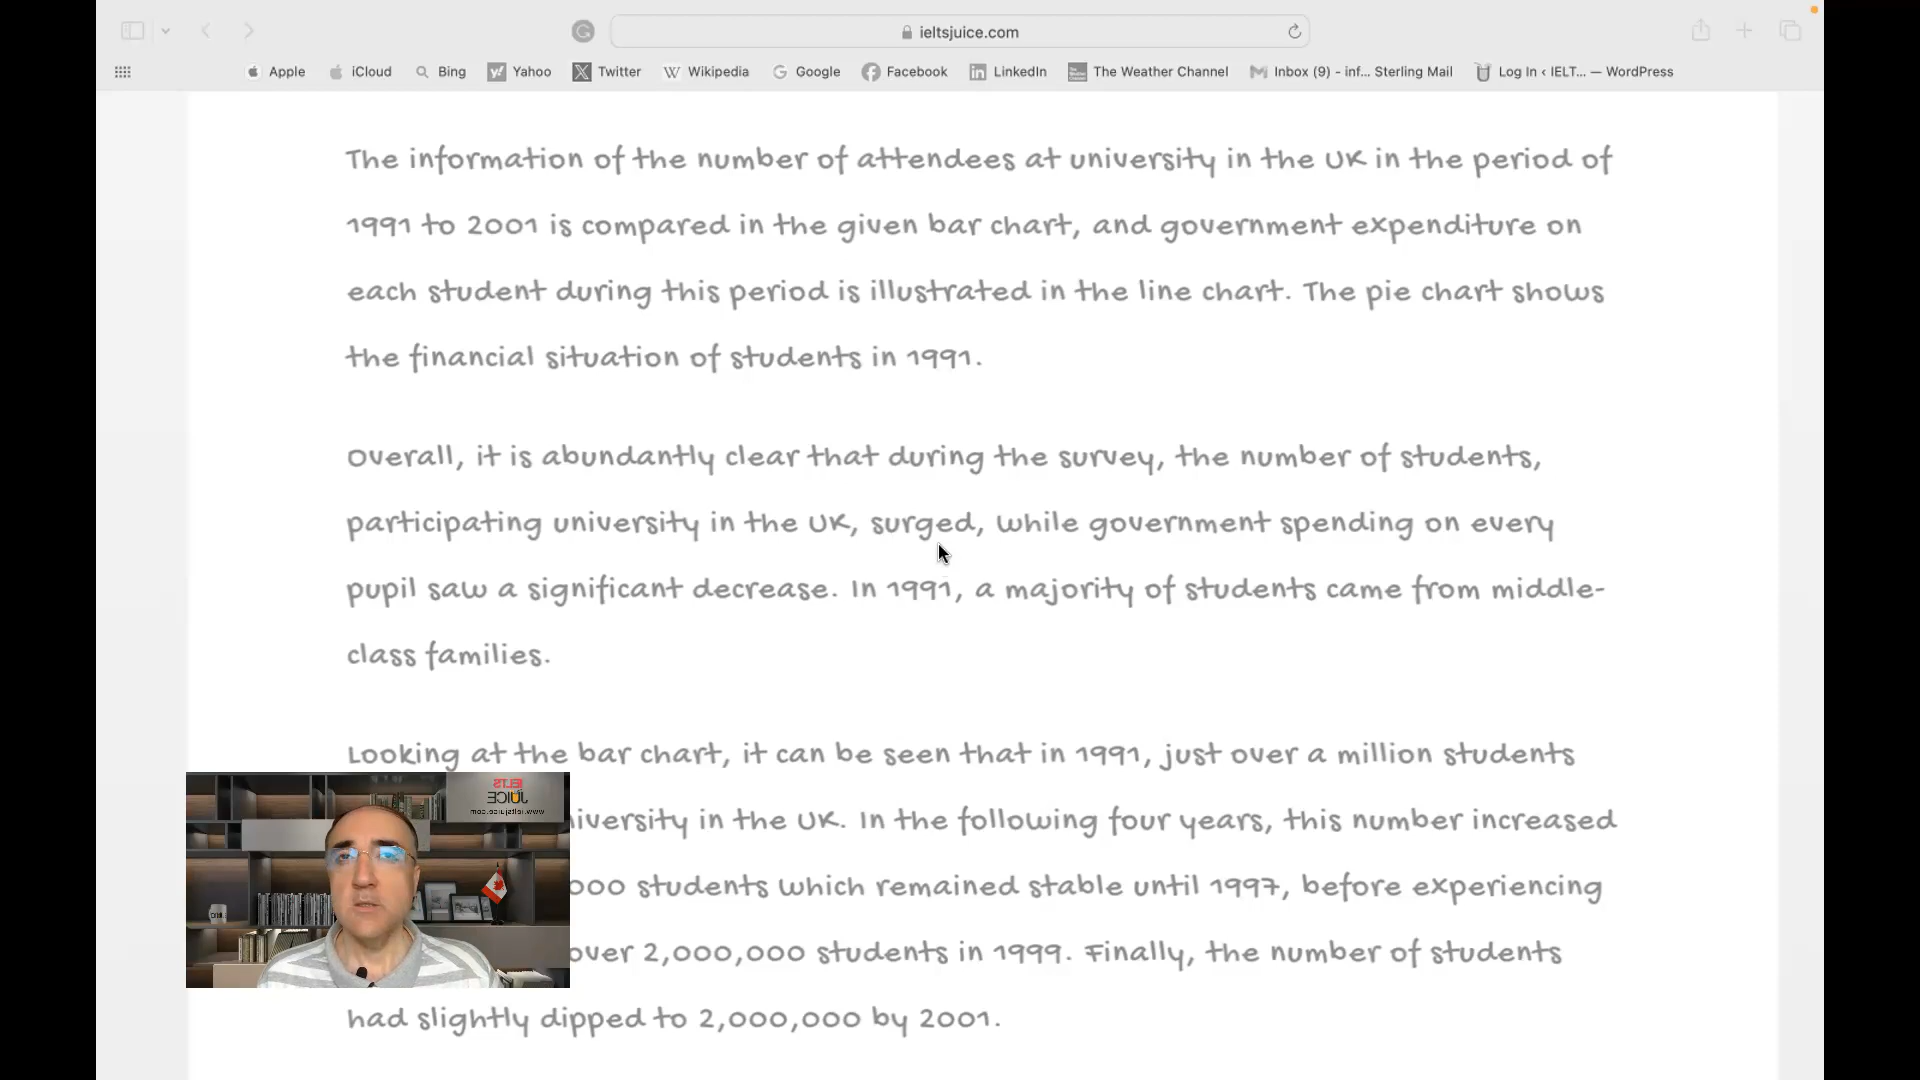 ieltsjuice.com
Apple iCloud Bing Yahoo Twitter Wikipedia Google Facebook LinkedIn The Weather Channel Inbox (9) - inf... Sterling Mail Log In ‹ IELT... — WordPress
The information of the number of attendees at university in the UK in the period of
1991 to 2001 is compared in the given bar chart, and government expenditure on
each student during this period is illustrated in the line chart. The pie chart shows
the financial situation of students in 1991.
Overall, it is abundantly clear that during the survey, the number of students,
participating university in the UK, surged, while government spending on every
pupil saw a significant decrease. In 1991, a majority of students came from middle-
class families.
Looking at the bar chart, it can be seen that in 1991, just over a million students
in the UK. In the following four years, this number increased
students which remained stable until 1997, before experiencing
over 2,000,000 students in 1999. Finally, the number of students
had slightly dipped to 2,000,000 by 2001.
IELTS
JUICE
www.ieltsjuice.com